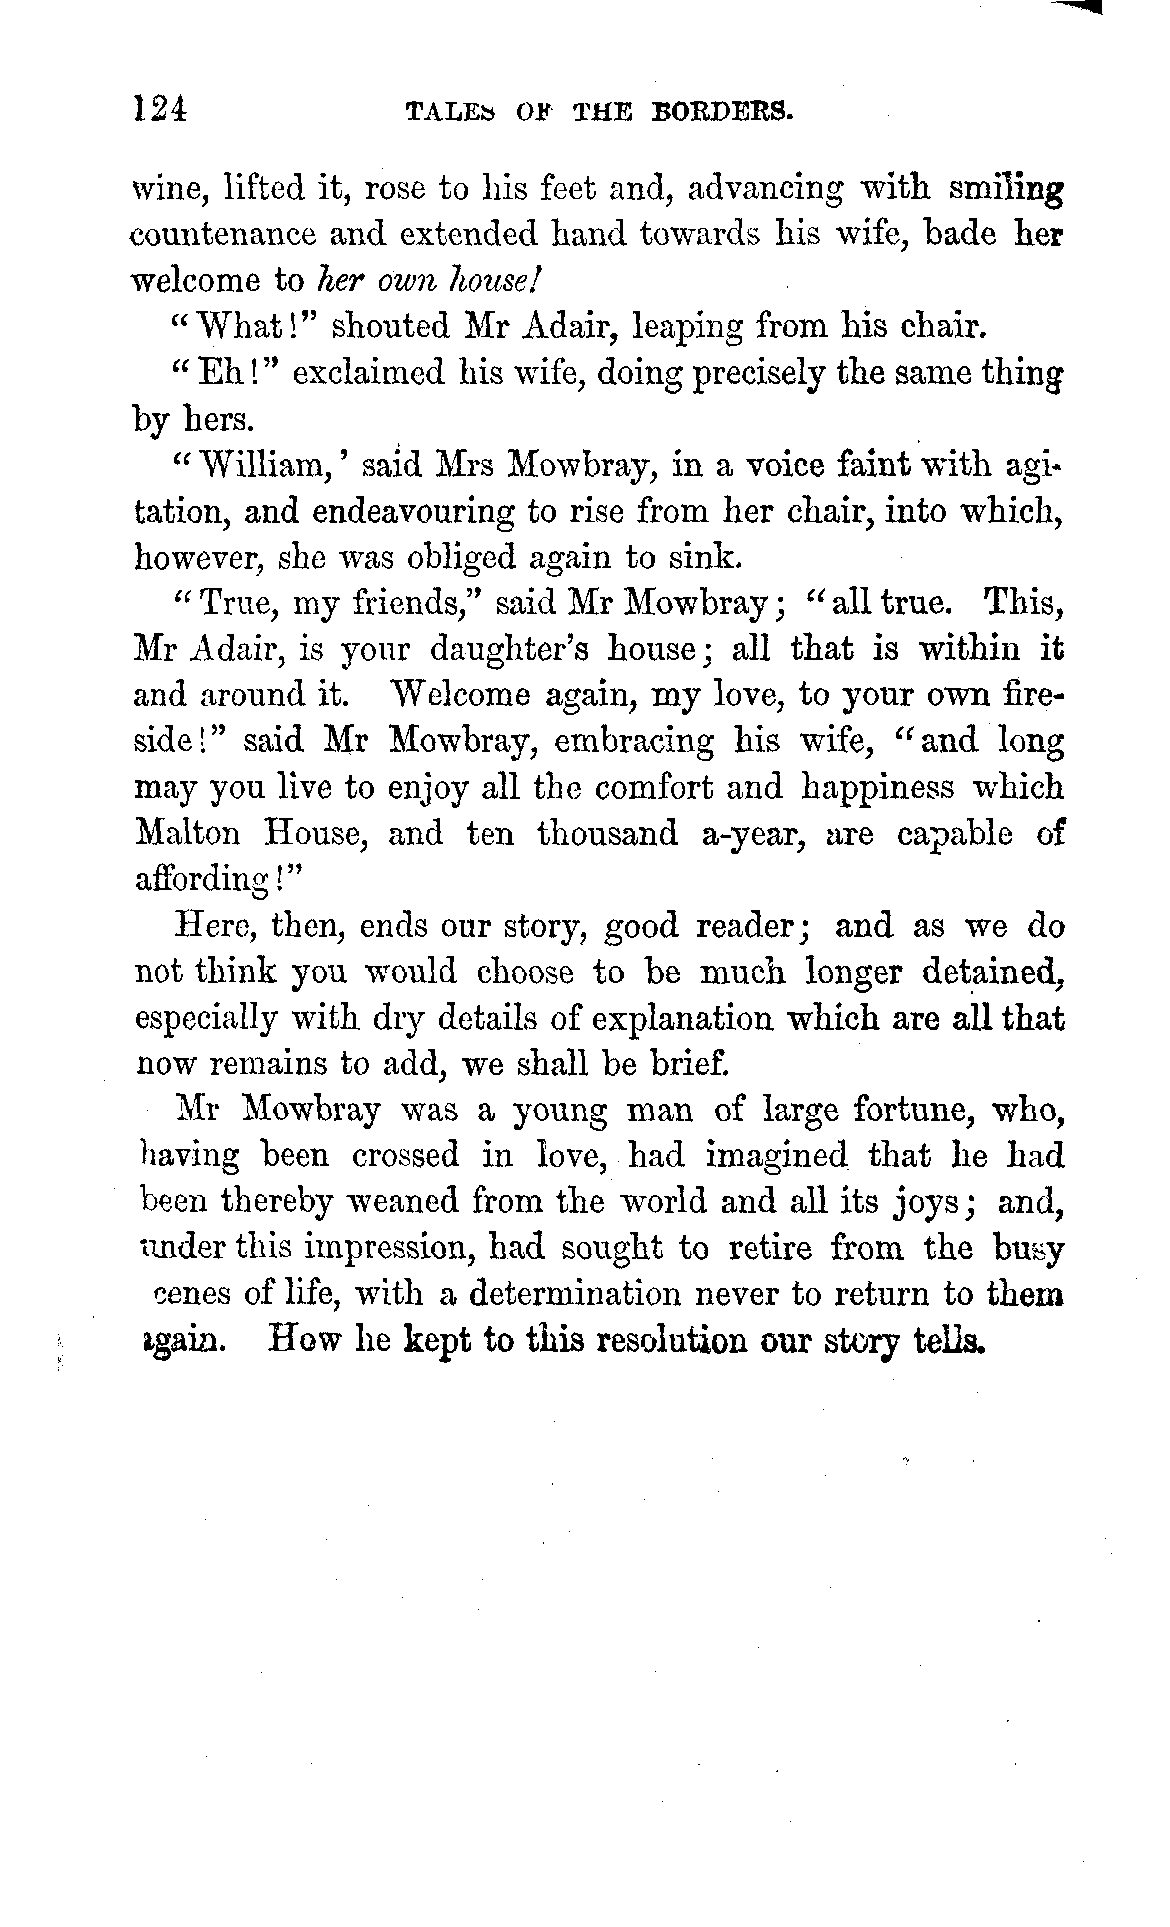 124 TALES OF THE BORDERS.
wine, lifted it, rose to his feet and, advancing with smiling
countenance and extended hand towards his wife, bade her
welcome to her own house!
“What!” shouted Mr Adair, leaping from his chair.
“Eh!” exclaimed his wife, doing precisely the same thing
by hers.
“William,’ said Mrs Mowbray, in a voice faint with agi-
tation, and endeavouring to rise from her chair, into which,
however, she was obliged again to sink.
“True, my friends,” said Mr Mowbray; “all true. This,
Mr Adair, is your daughter’s house; all that is within it
and around it. Welcome again, my love, to your own fire-
side!” said Mr Mowbray, embracing his wife, “and long
may you live to enjoy all the comfort and happiness which
Malton House, and ten thousand a-year, are capable of
affording!”
Here, then, ends our story, good reader; and as we do
not think you would choose to be much longer detained,
especially with dry details of explanation which are all that
now remains to add, we shall be brief.
Mr Mowbray was a young man of large fortune, who,
having been crossed in love, had imagined that he had
been thereby weaned from the world and all its joys; and,
under this impression, had sought to retire from the busy
cenes of life, with a determination never to return to them
again. How he kept to this resolution our story tells.